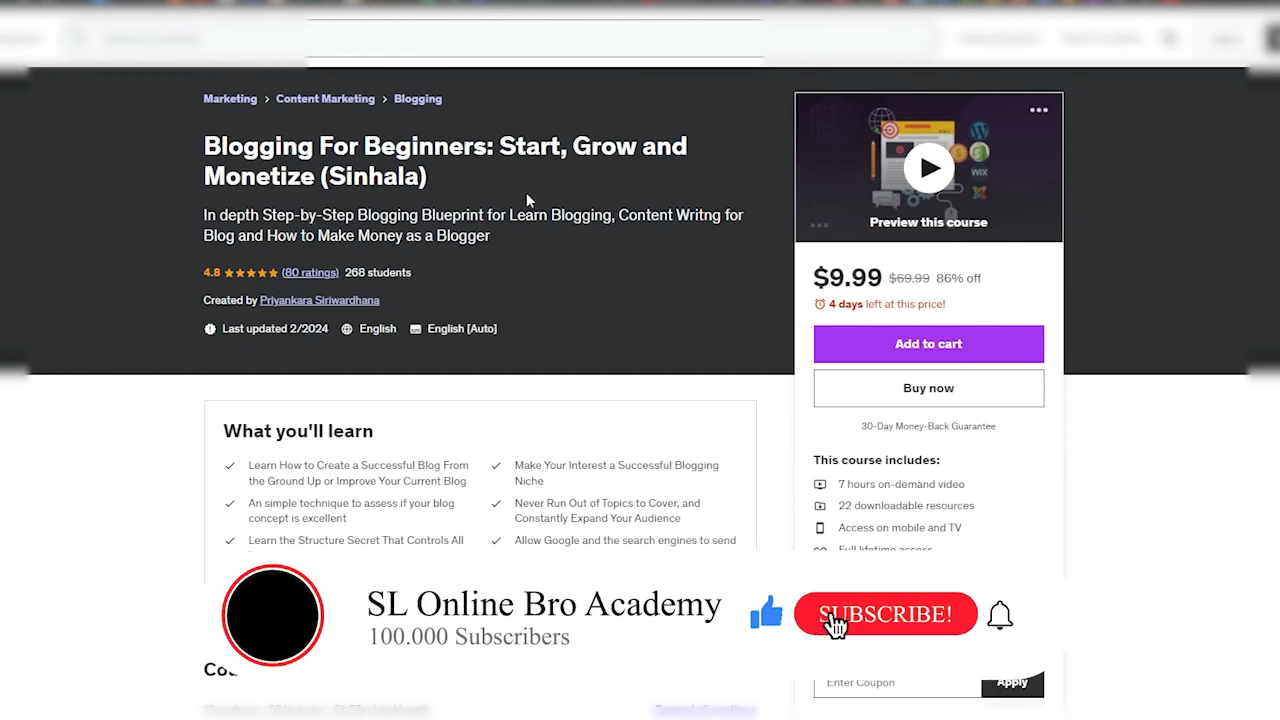 Marketing > Content Marketing > Blogging
Blogging For Beginners: Start, Grow and
Monetize (Sinhala)
In depth Step-by-Step Blogging Blueprint for Learn Blogging, Content Writng for
Blog and How to Make Money as a Blogger
4.8 (80 ratings) 268 students
Created by Priyankara Siriwardhana
Last updated 2/2024 English English [Auto]
WIX
Preview this course
$9.99 $69.99 86% off
4 days left at this price!
Add to cart
Buy now
30-Day Money-Back Guarantee
This course includes:
7 hours on-demand video
22 downloadable resources
Access on mobile and TV
Full lifetime access
What you'll learn
Learn How to Create a Successful Blog From
the Ground Up or Improve Your Current Blog
An simple technique to assess if your blog
concept is excellent
Learn the Structure Secret That Controls All
Make Your Interest a Successful Blogging
Niche
Never Run Out of Topics to Cover, and
Constantly Expand Your Audience
Allow Google and the search engines to send
SL Online Bro Academy
100.000 Subscribers
SUBSCRIBE!
Enter Coupon
Apply